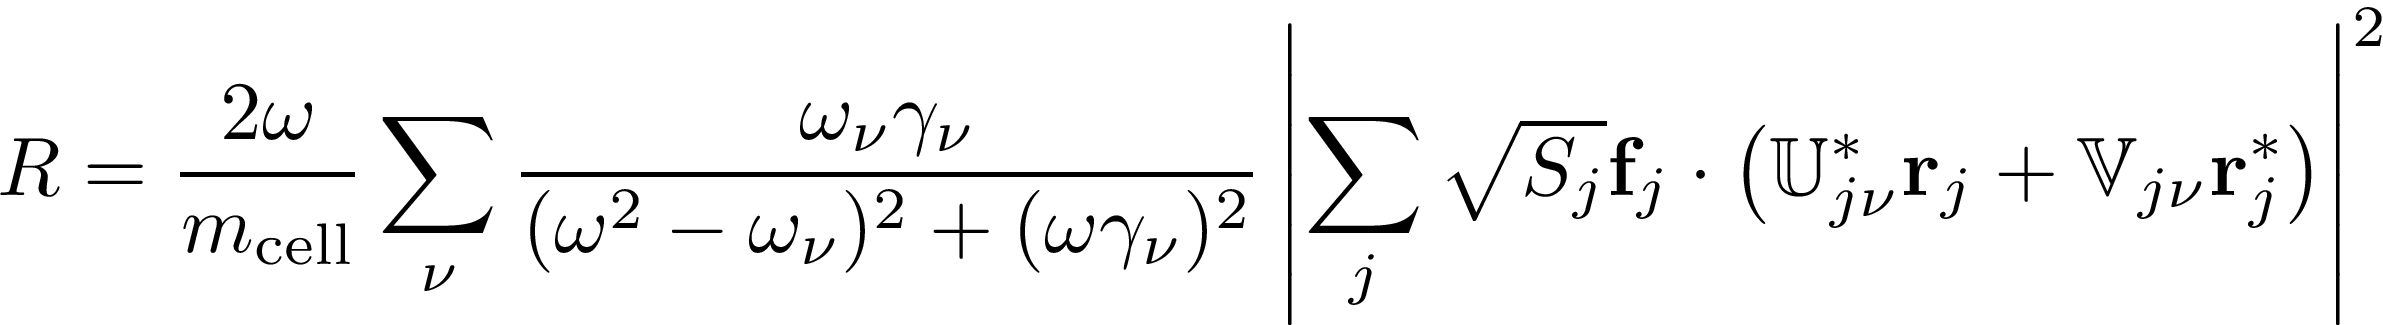 R = \frac{2\omega}{m_{\mathrm{cell}}} \sum_{\nu} \frac{\omega_{\nu}\gamma_{\nu}}{(\omega^2 - \omega_{\nu})^2 + (\omega\gamma_{\nu})^2} \left| \sum_{j} \sqrt{S_j} \mathbf{f}_j \cdot \left( \mathbb{U}^*_{j\nu} \mathbf{r}_j + \mathbb{V}_{j\nu} \mathbf{r}^*_j \right) \right|^2